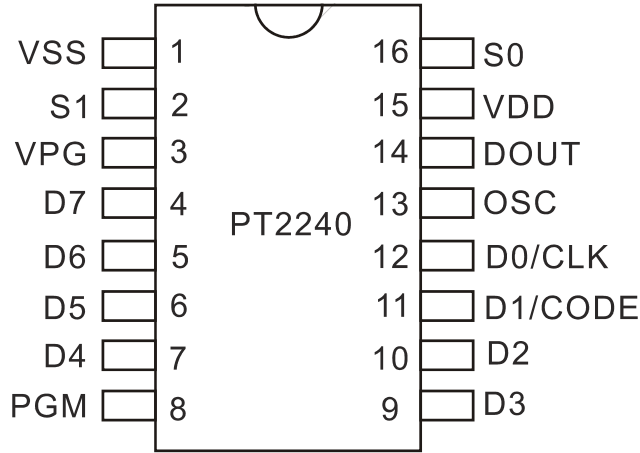 VSS 1 16 S0
S1 2 15 VDD
VPG 3 14 DOUT
D7 4 13 OSC
PT2240
D6 5 12 D0/CLK
D5 6 11 D1/CODE
D4 7 10 D2
PGM 8 9 D3